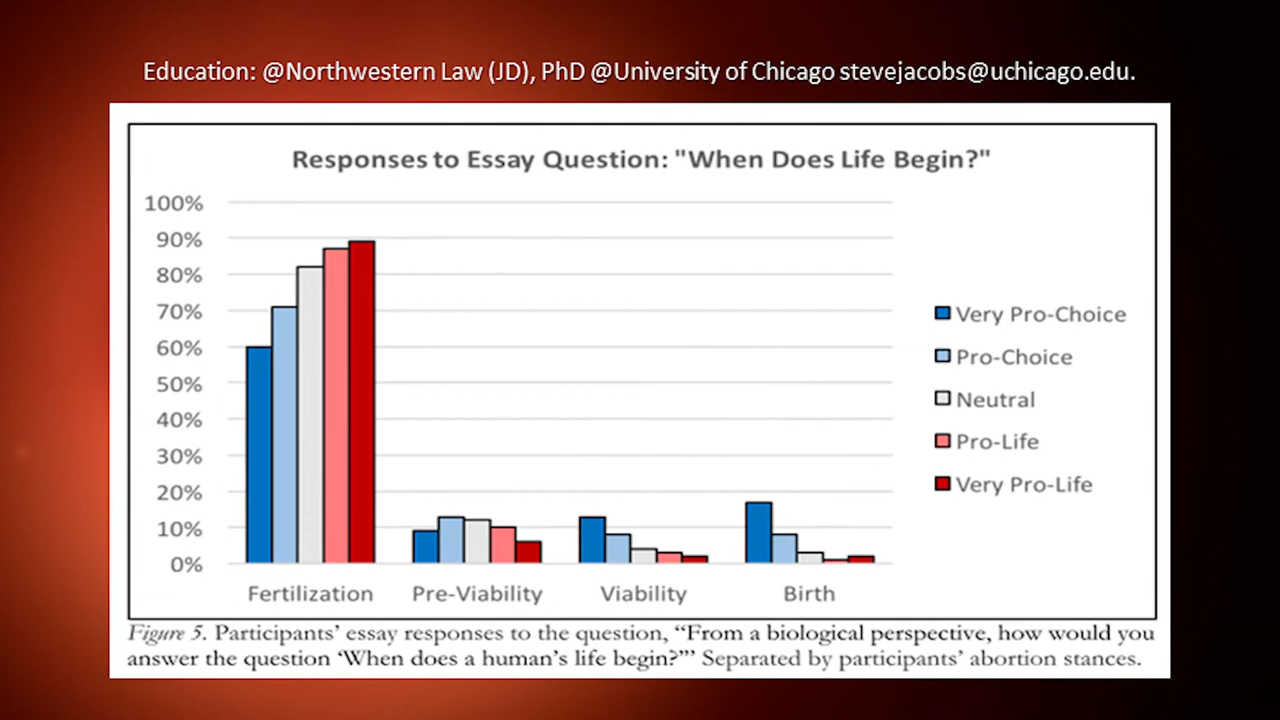 Education: @Northwestern Law (JD), PhD @University of Chicago stevejacobs@uchicago.edu.
Responses to Essay Question: "When Does Life Begin?"
100%
90%
80%
70%
60%
50%
40%
30%
20%
10%
0%
Fertilization
Pre-Viability
Viability
Birth
Very Pro-Choice
Pro-Choice
Neutral
Pro-Life
Very Pro-Life
Figure 5. Participants’ essay responses to the question, “From a biological perspective, how would you
answer the question ‘When does a human’s life begin?”’ Separated by participants’ abortion stances.